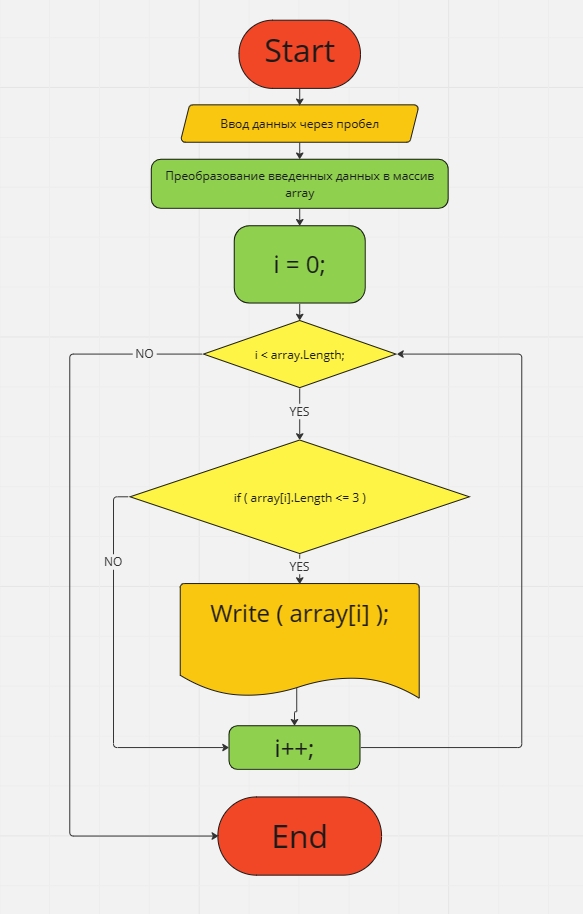 Start
Ввод данных через пробел
Преобразование введенных данных в массив
array
i = 0;
i < array.Length;
NO
YES
if ( array[i].Length <= 3 )
NO
YES
Write ( array[i] );
i++;
End